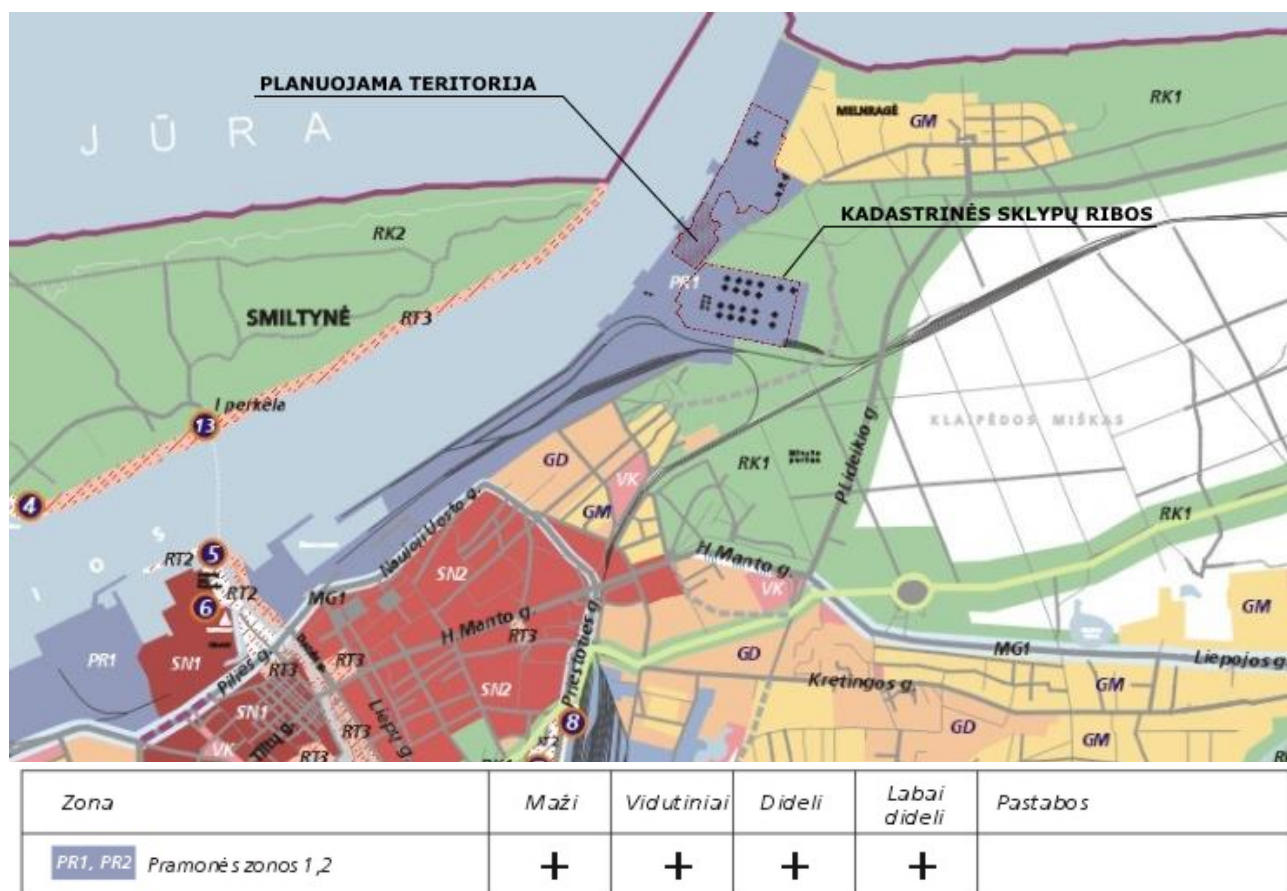 PLANUOJAMA TERITORIJA
MELNRAGĖ
GM
RK1
J Ū R A
KADASTRINĖS SKLYPŲ RIBOS
RK2
PR1
SMILTYNĖ
RT3
I perkėla
13
KLAIPĖDOS MIŠKAS
P.Lideikio g.
GD
VK
RK1
4
GM
RK1
Naujoji Uosto g.
H.Manto g.
I O S
5
RT2
SN2
RT2
6
MG1
VK
GM
H.Manto g.
RT3
PR1
SN1
Pilies g.
RT3
RT3
Priestoties g.
GD
MG1
Liepojos g.
SN2
Kretingos g.
GM
SN1
Liepų g.
8
GD
GM
VK
RT3
RT3
Zona
Maži
Vidutiniai
Dideli
Labai dideli
Pastabos
PR1, PR2 Pramonės zonos 1,2
+ + + +